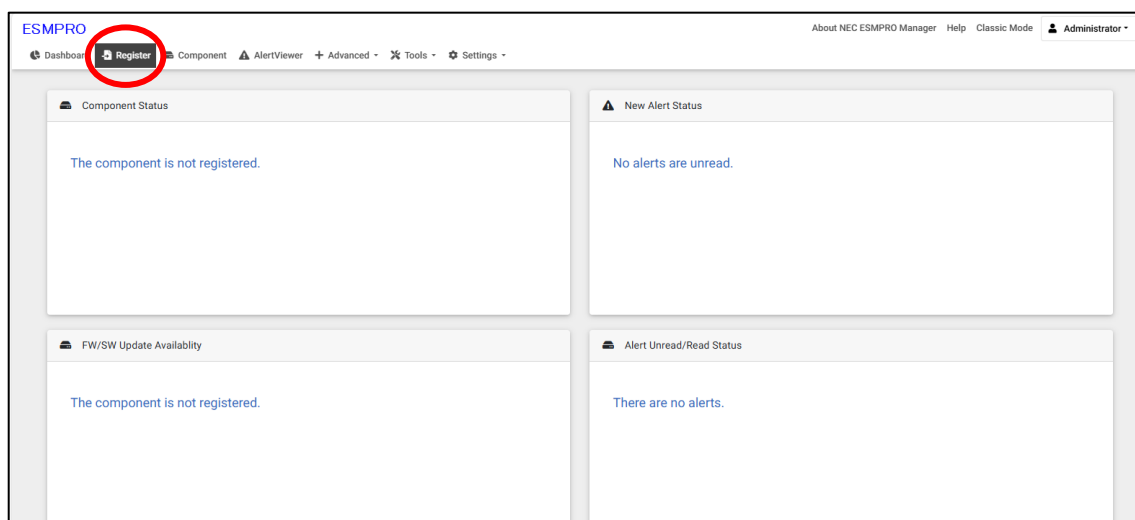 ESMPRO
About NEC ESMPRO Manager Help Classic Mode Administrator
Dashboard Register Component AlertViewer Advanced Tools Settings
Component Status
The component is not registered.
New Alert Status
No alerts are unread.
FW/SW Update Availablity
The component is not registered.
Alert Unread/Read Status
There are no alerts.